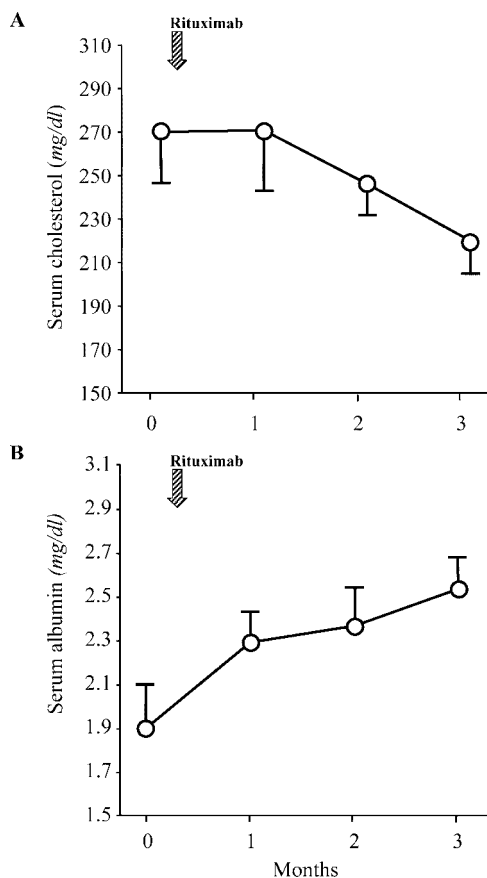 A
Rituximab
310
290
270
250
230
210
190
170
150
Serum cholesterol (mg/dl)
0 1 2 3
B
Rituximab
3.1
2.9
2.7
2.5
2.3
2.1
1.9
1.7
1.5
Serum albumin (mg/dl)
0 1 2 3
Months